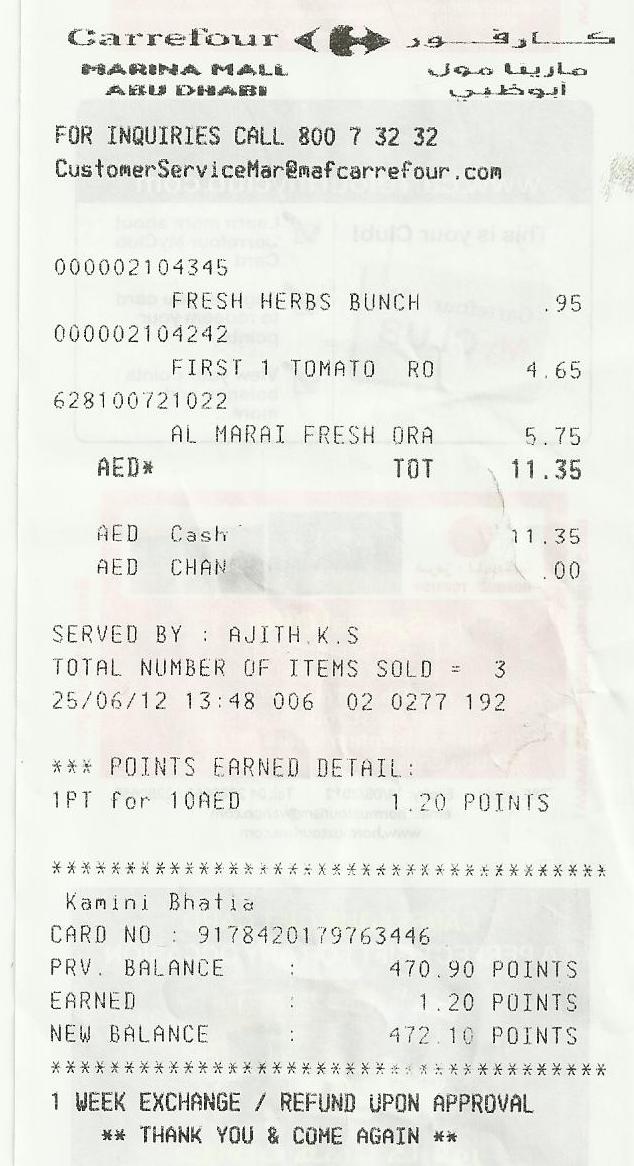 Carrefour كارفور
MARINA MALL مارينا مول
ABU DHABI أبوظبي
FOR INQUIRIES CALL 800 7 32 32
CustomerServiceMar@mafcarrefour.com
000002104345
FRESH HERBS BUNCH .95
000002104242
FIRST 1 TOMATO RO 4.65
628100721022
AL MARAI FRESH ORA 5.75
AED* TOT 11.35
AED Cash 11.35
AED CHAN .00
SERVED BY : AJITH.K.S
TOTAL NUMBER OF ITEMS SOLD = 3
25/06/12 13:48 006 02 0277 192
*** POINTS EARNED DETAIL:
1PT for 10AED 1.20 POINTS
**************************************
Kamini Bhatia
CARD NO : 9178420179763446
PRV. BALANCE : 470.90 POINTS
EARNED : 1.20 POINTS
NEW BALANCE : 472.10 POINTS
**************************************
1 WEEK EXCHANGE / REFUND UPON APPROVAL
** THANK YOU & COME AGAIN **